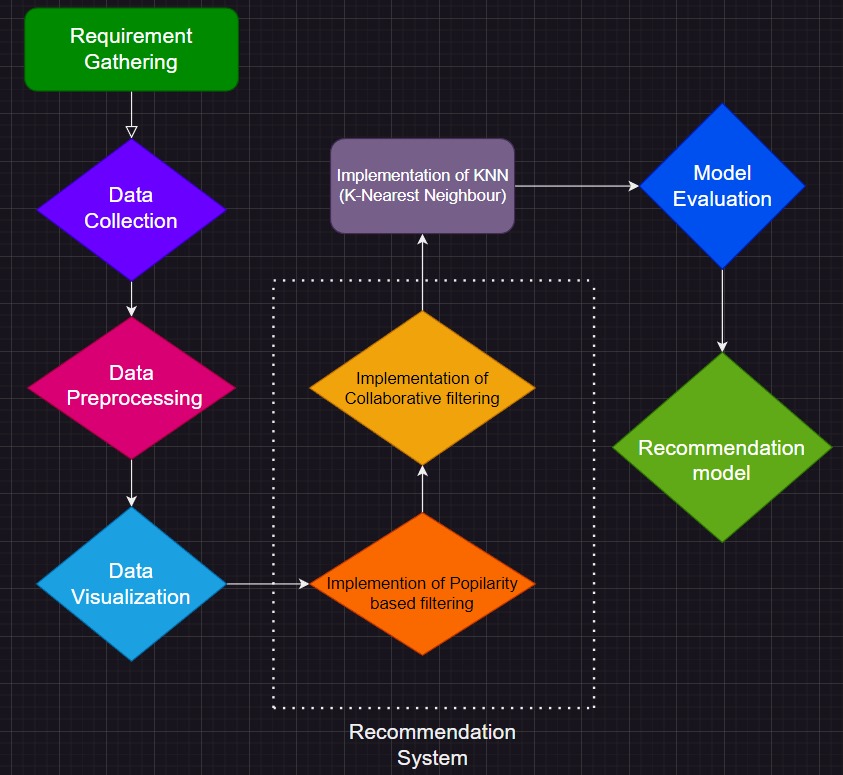 Requirement
Gathering
Data
Collection
Data
Preprocessing
Data
Visualization
Implemention of Popilarity
based filtering
Implementation of
Collaborative filtering
Recommendation
System
Implementation of KNN
(K-Nearest Neighbour)
Model
Evaluation
Recommendation
model